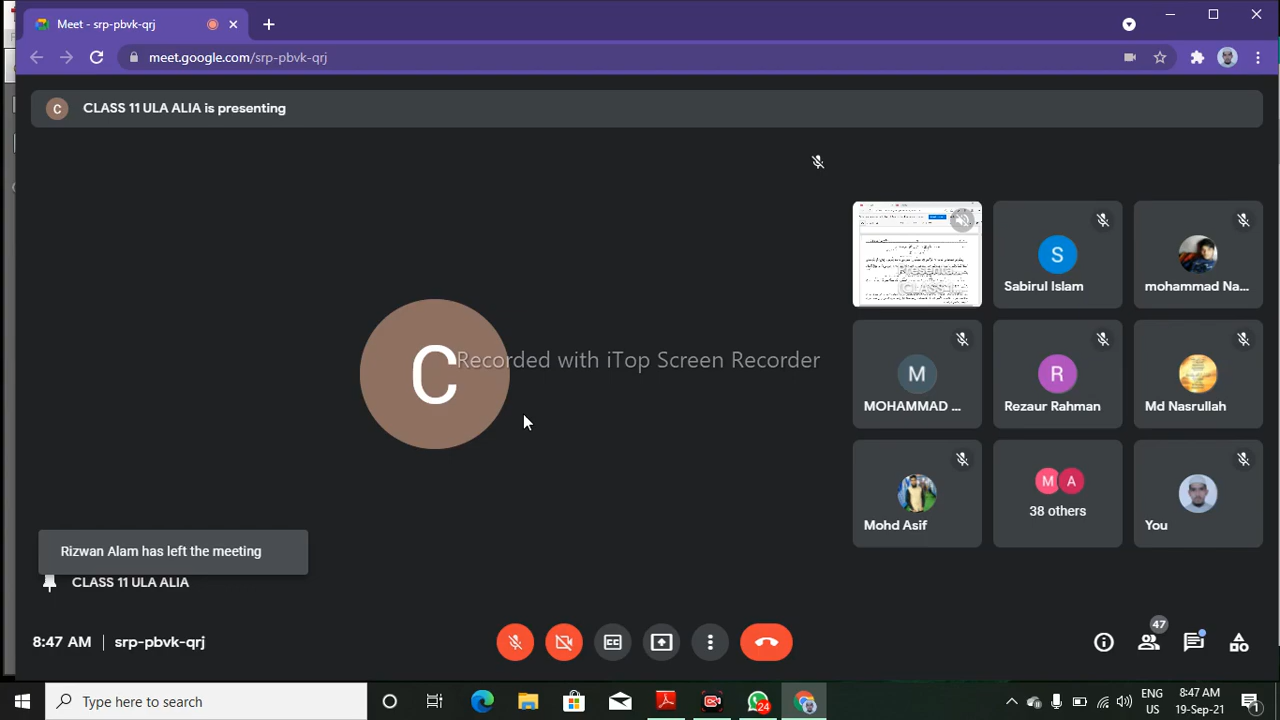 Meet - srp-pbvk-qrj
meet.google.com/srp-pbvk-qrj
C
CLASS 11 ULA ALIA is presenting
C
Recorded with iTop Screen Recorder
S
Sabirul Islam
mohammad Na...
M
MOHAMMAD ...
R
Rezaur Rahman
Md Nasrullah
Mohd Asif
M
A
38 others
You
Rizwan Alam has left the meeting
CLASS 11 ULA ALIA
8:47 AM
srp-pbvk-qrj
CC
47
Type here to search
24
ENG
US
8:47 AM
19-Sep-21
1